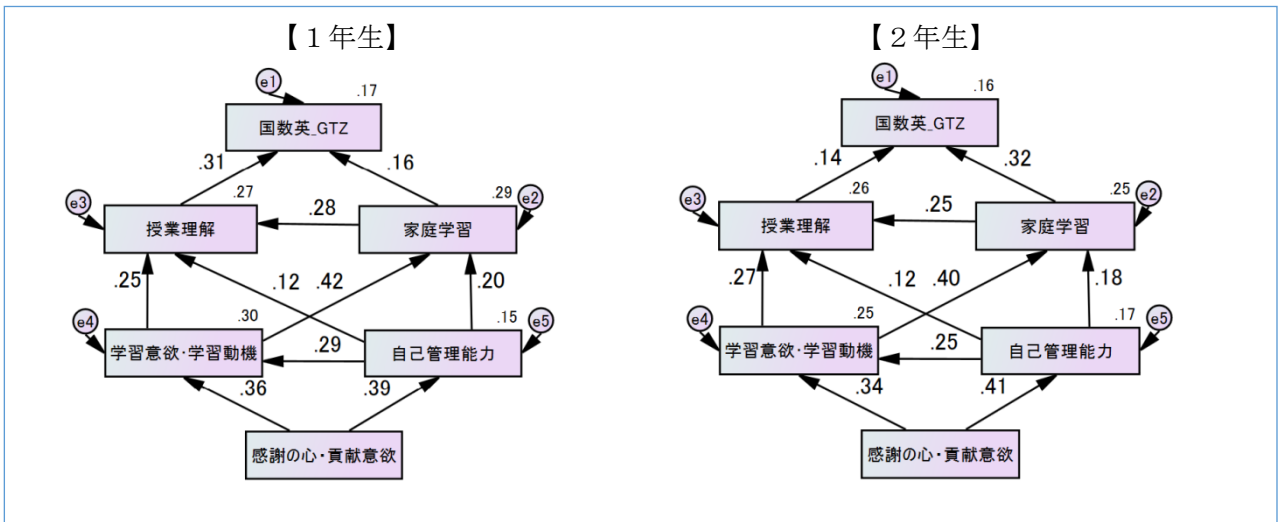 【１年生】
e1
.17
国数英_GTZ
.31
.16
e3
.27
.29
e2
授業理解
.28
家庭学習
.25
.12
.42
.20
e4
.30
.15
e5
学習意欲・学習動機
.29
自己管理能力
.36
.39
感謝の心・貢献意欲
【２年生】
e1
.16
国数英_GTZ
.14
.32
e3
.26
.25
e2
授業理解
.25
家庭学習
.27
.12
.40
.18
e4
.25
.17
e5
学習意欲・学習動機
.25
自己管理能力
.34
.41
感謝の心・貢献意欲